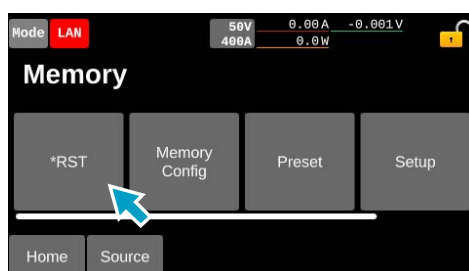 Mode LAN 50V 0.00A -0.001V
400A 0.0W
Memory
*RST Memory Config Preset Setup
Home Source